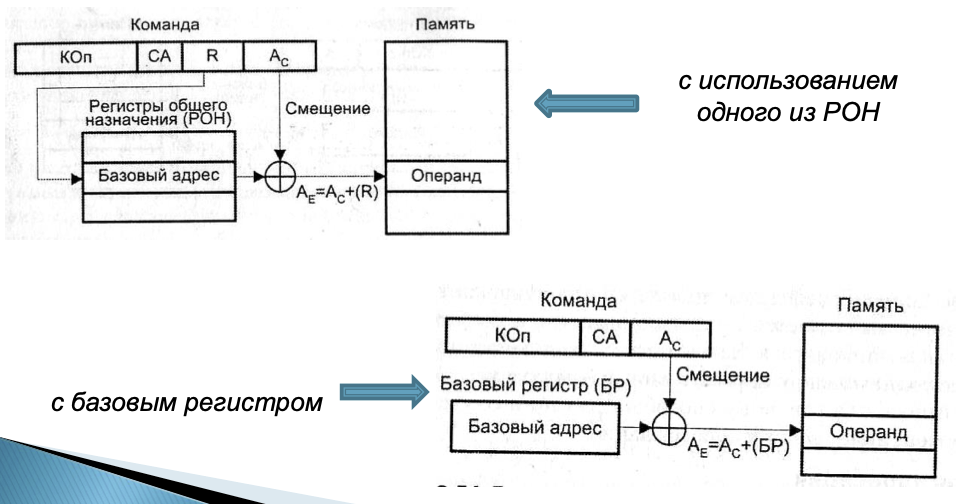 Команда
Память
КОп СА R A_C
Регистры общего
назначения (РОН)
Смещение
Базовый адрес
A_E=A_C+(R)
Операнд
с использованием
одного из РОН
Команда
Память
КОп СА A_C
Смещение
Базовый регистр (БР)
Базовый адрес
A_E=A_C+(БР)
Операнд
с базовым регистром